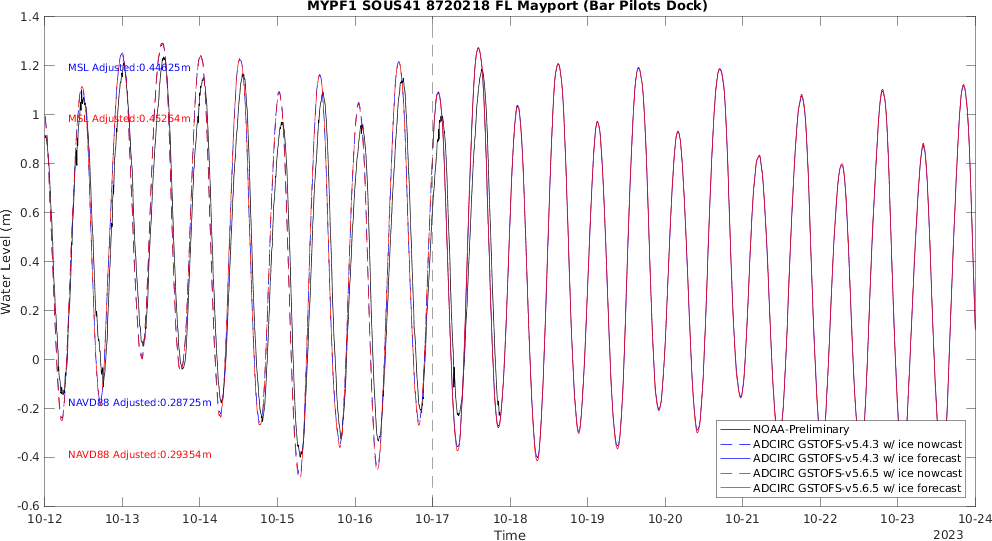 MYPF1 SOUS41 8720218 FL Mayport (Bar Pilots Dock)
1.4
1.2
1
0.8
0.6
0.4
0.2
0
-0.2
-0.4
-0.6
Water Level (m)
MSL Adjusted:0.44625m
MSL Adjusted:0.45264m
NAVD88 Adjusted:0.28725m
NAVD88 Adjusted:0.29354m
NOAA-Preliminary
ADCIRC GSTOFS-v5.4.3 w/ ice nowcast
ADCIRC GSTOFS-v5.4.3 w/ ice forecast
ADCIRC GSTOFS-v5.6.5 w/ ice nowcast
ADCIRC GSTOFS-v5.6.5 w/ ice forecast
10-12 10-13 10-14 10-15 10-16 10-17 10-18 10-19 10-20 10-21 10-22 10-23 10-24
Time
2023